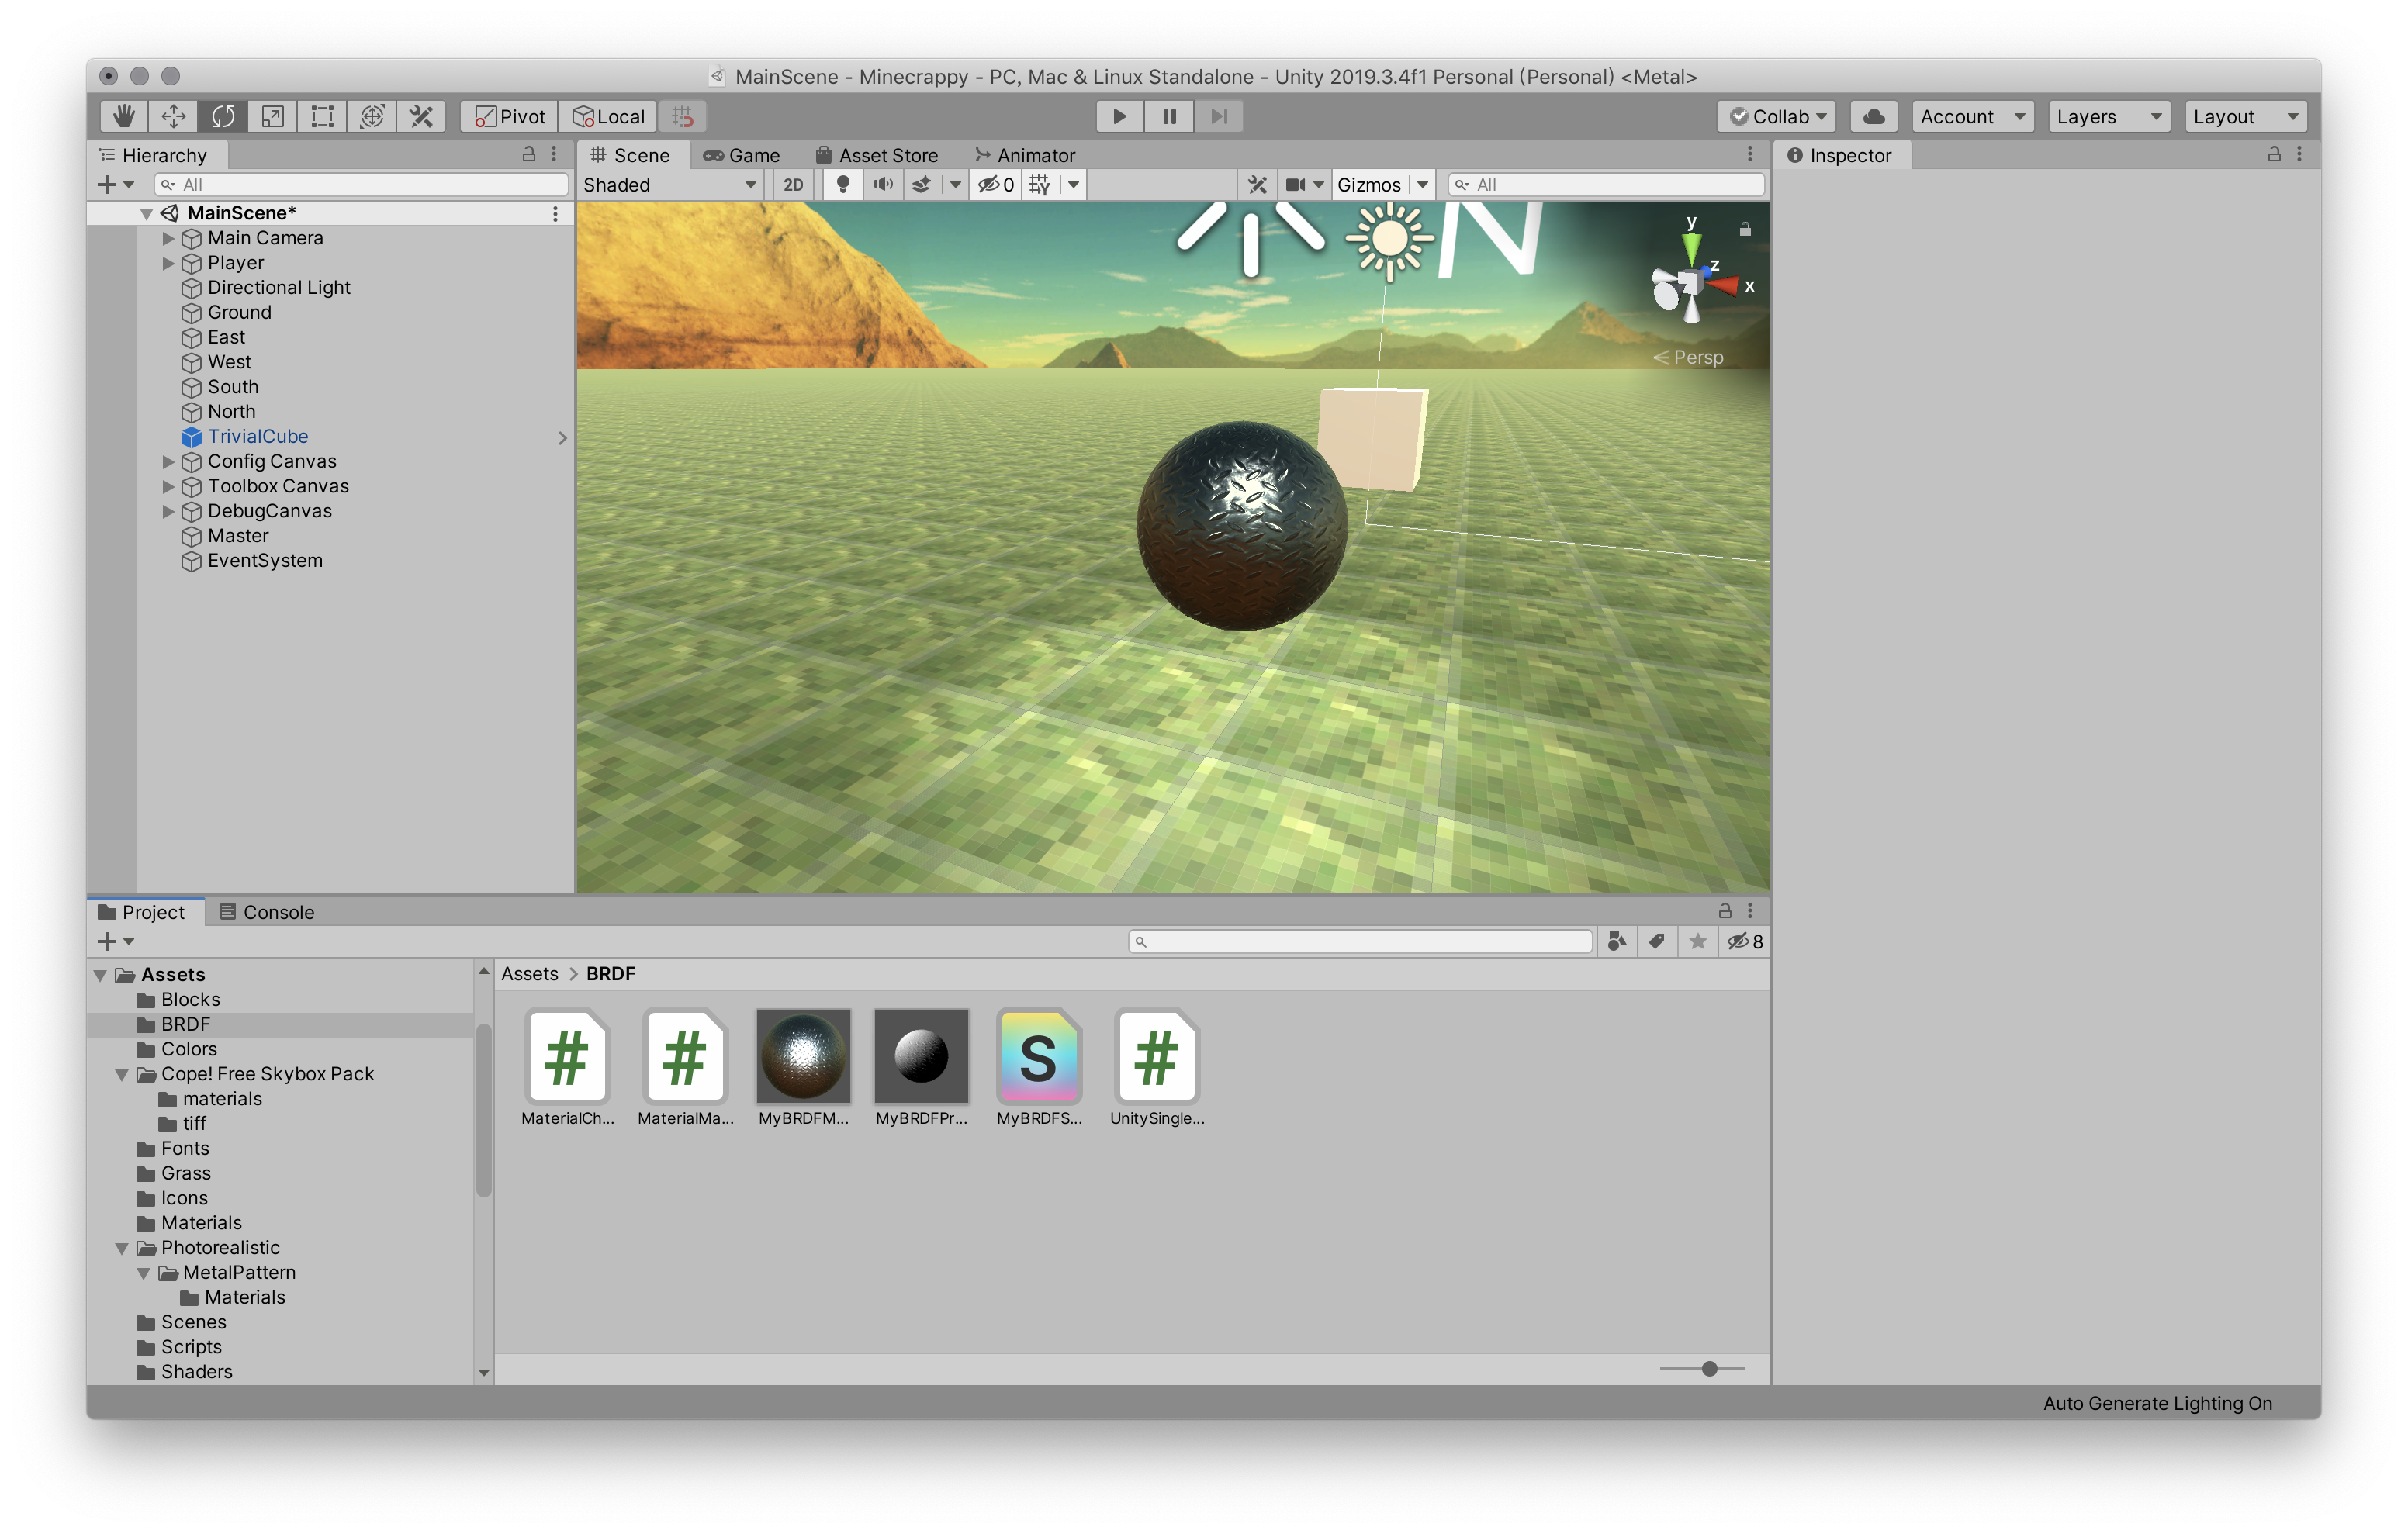 MainScene - Minecrappy - PC, Mac & Linux Standalone - Unity 2019.3.4f1 Personal (Personal) <Metal>
Pivot Local Collab Account Layers Layout
Hierarchy
All
MainScene*
Main Camera
Player
Directional Light
Ground
East
West
South
North
TrivialCube
Config Canvas
Toolbox Canvas
DebugCanvas
Master
EventSystem
Scene Game Asset Store Animator
Shaded 2D 0 Gizmos All
N
y
z
x
Persp
Inspector
Project Console
8
Assets
Blocks
BRDF
Colors
Cope! Free Skybox Pack
materials
tiff
Fonts
Grass
Icons
Materials
Photorealistic
MetalPattern
Materials
Scenes
Scripts
Shaders
Assets > BRDF
# # S #
MaterialCh... MaterialMa... MyBRDFM... MyBRDFPr... MyBRDFS... UnitySingle...
Auto Generate Lighting On